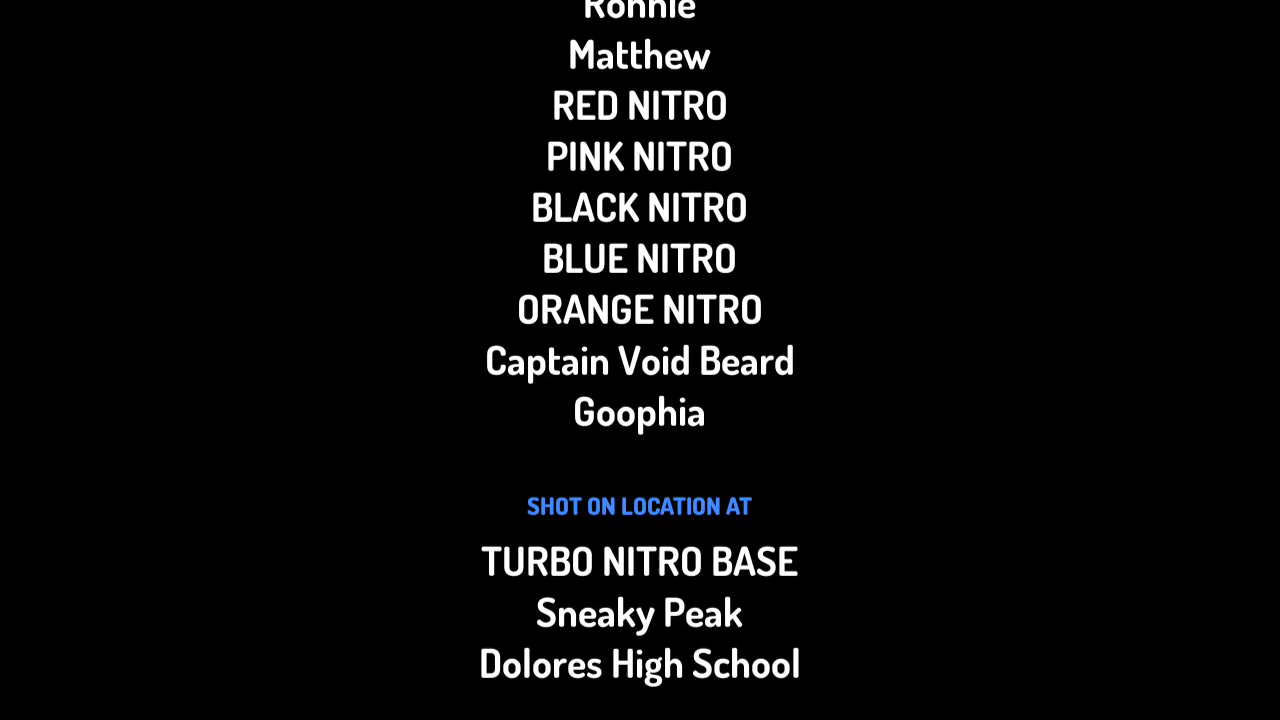 Ronnie
Matthew
RED NITRO
PINK NITRO
BLACK NITRO
BLUE NITRO
ORANGE NITRO
Captain Void Beard
Goophia
SHOT ON LOCATION AT
TURBO NITRO BASE
Sneaky Peak
Dolores High School